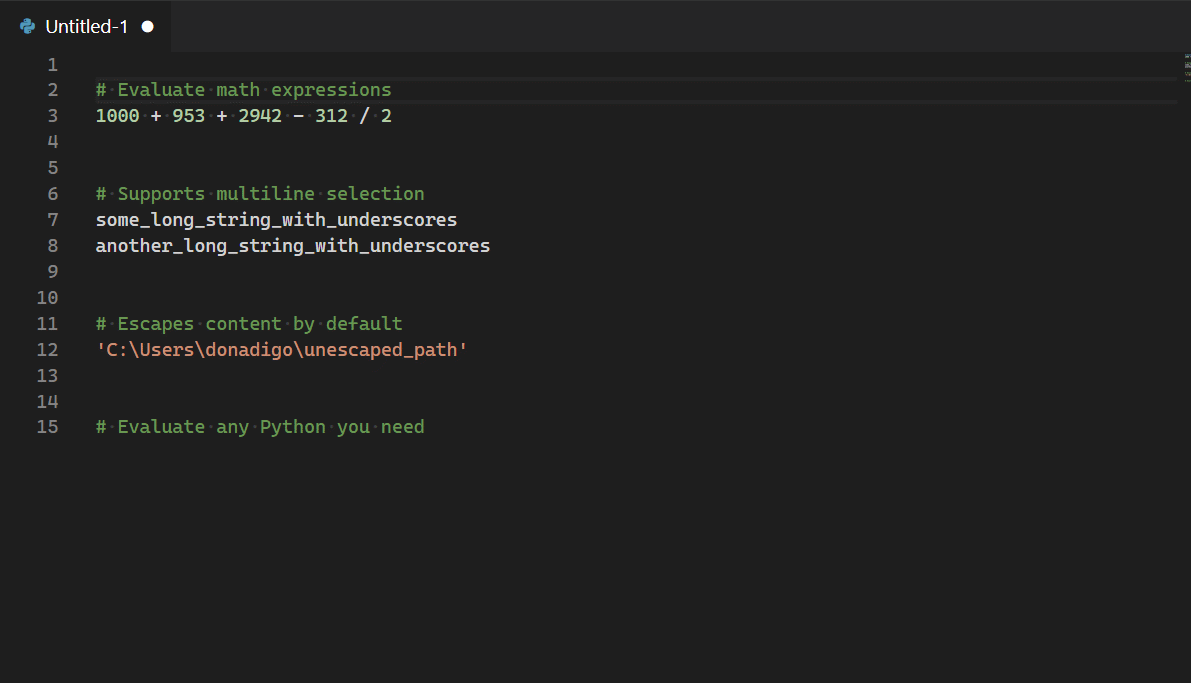 Untitled-1
1
2 # Evaluate math expressions
3 1000 + 953 + 2942 - 312 / 2
4
5
6 # Supports multiline selection
7 some_long_string_with_underscores
8 another_long_string_with_underscores
9
10
11 # Escapes content by default
12 'C:\Users\donadigo\unescaped_path'
13
14
15 # Evaluate any Python you need